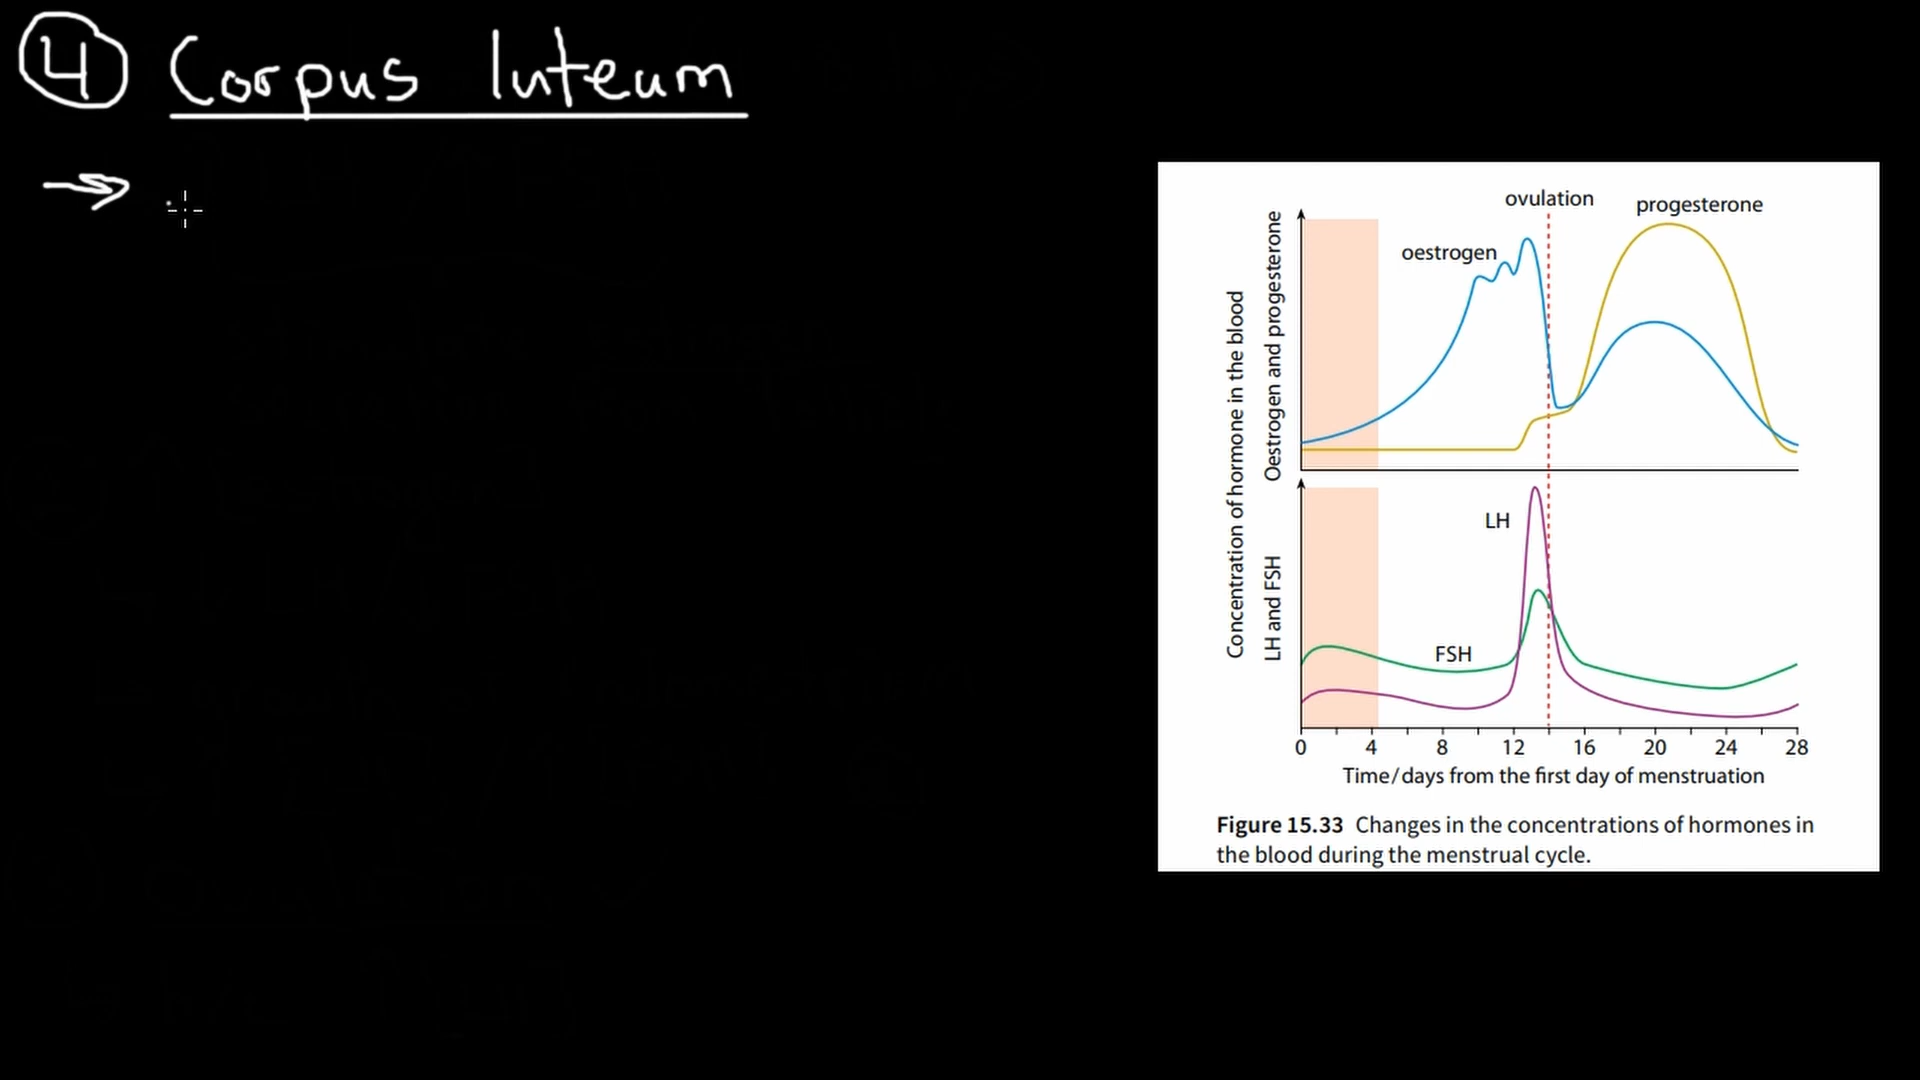 ④ Corpus luteum
→
ovulation
progesterone
oestrogen
Concentration of hormone in the blood
Oestrogen and progesterone
LH
FSH
LH and FSH
0 4 8 12 16 20 24 28
Time/days from the first day of menstruation
Figure 15.33 Changes in the concentrations of hormones in
the blood during the menstrual cycle.